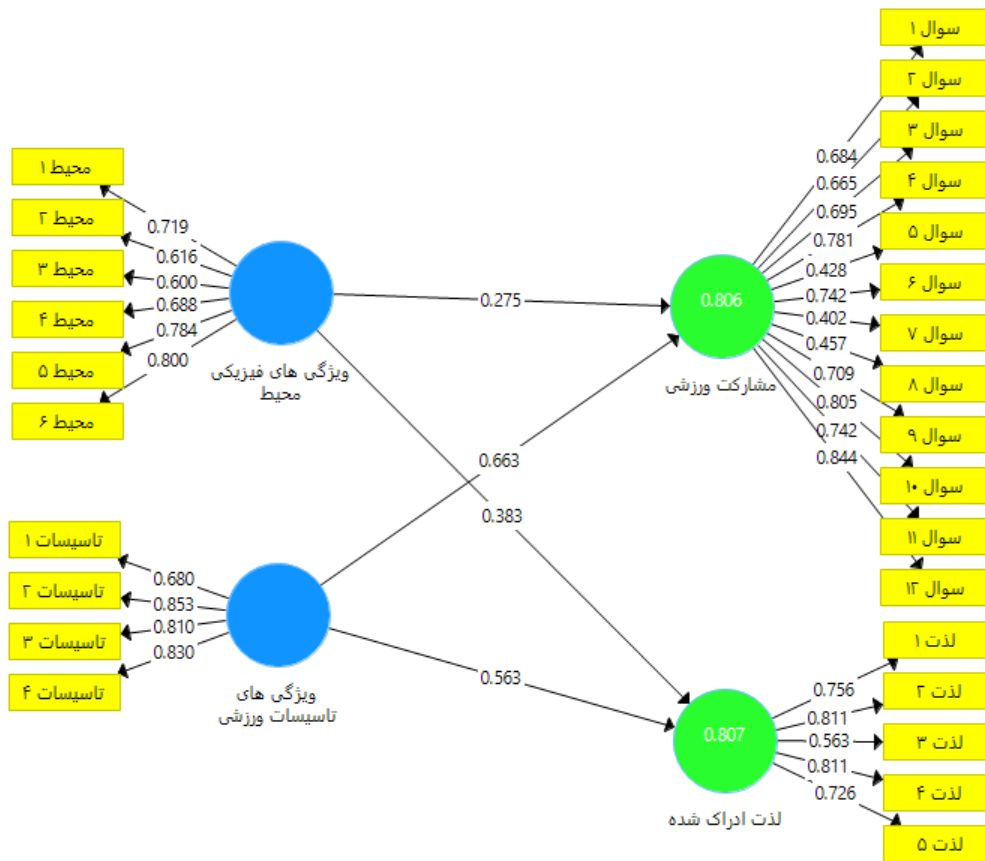 سوال ۱
سوال ۲
سوال ۳
سوال ۴
سوال ۵
سوال ۶
سوال ۷
سوال ۸
سوال ۹
سوال ۱۰
سوال ۱۱
سوال ۱۲
0.684
0.665
0.695
0.781
0.428
0.742
0.402
0.457
0.709
0.805
0.742
0.844
0.806
مشارکت ورزشی
محیط ۱
محیط ۲
محیط ۳
محیط ۴
محیط ۵
محیط ۶
0.719
0.616
0.600
0.688
0.784
0.800
ویژگی های فیزیکی
محیط
0.275
0.663
0.383
0.563
تاسیسات ۱
تاسیسات ۲
تاسیسات ۳
تاسیسات ۴
0.680
0.853
0.810
0.830
ویژگی های
تاسیسات ورزشی
لذت ۱
لذت ۲
لذت ۳
لذت ۴
لذت ۵
0.756
0.811
0.563
0.811
0.726
0.807
لذت ادراک شده